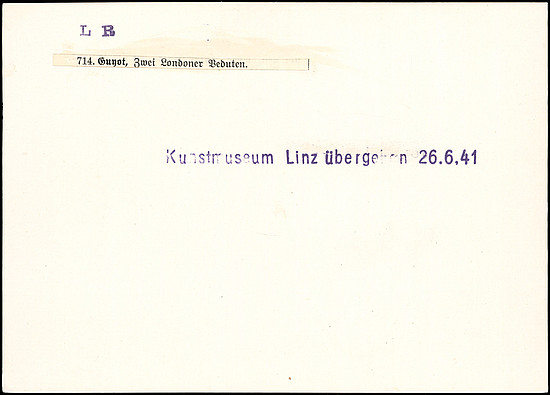 L R
714. Guyot, Zwei Londoner Veduten.
Kunstmuseum Linz übergeben 26.6.41